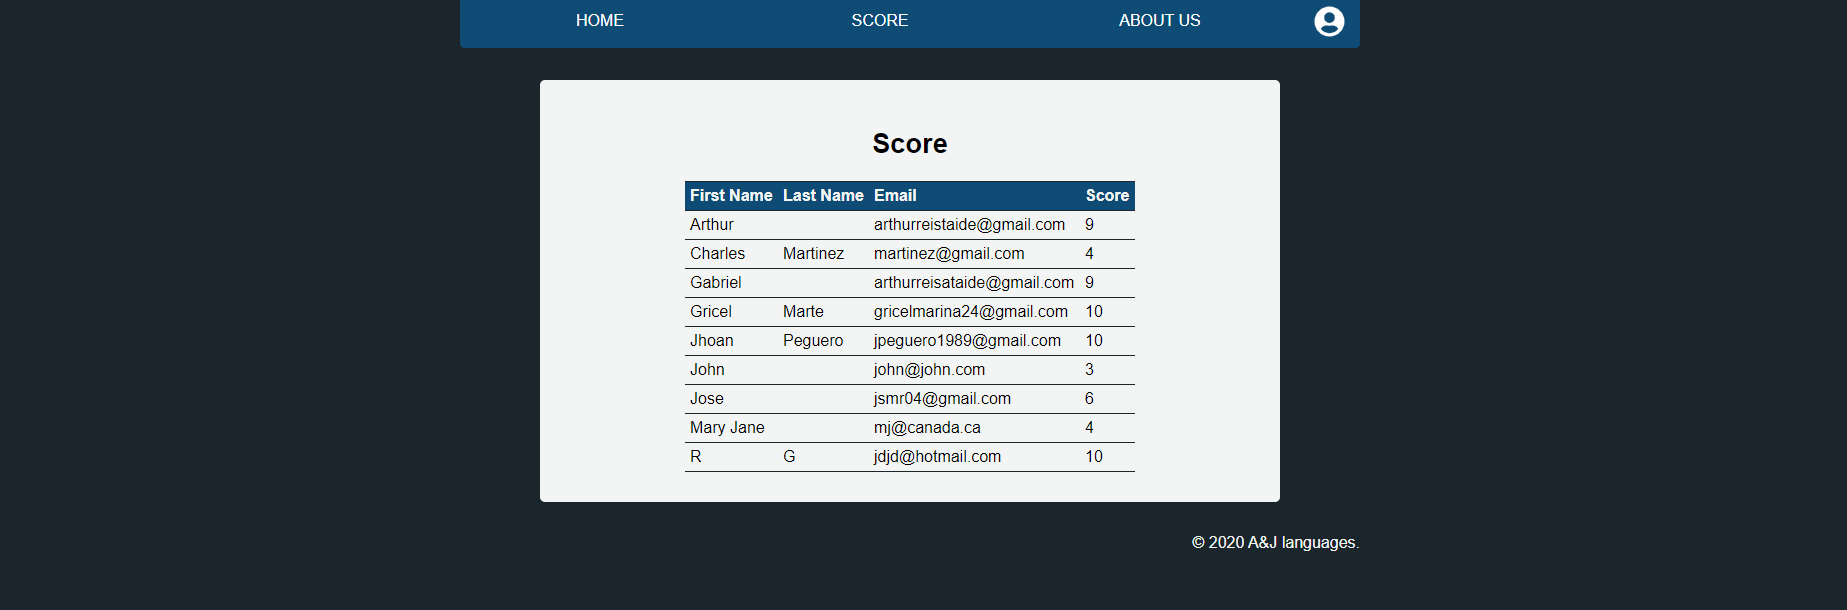 HOME SCORE ABOUT US
Score
First Name Last Name Email Score
Arthur arthurreistaide@gmail.com 9
Charles Martinez martinez@gmail.com 4
Gabriel arthurreisataide@gmail.com 9
Gricel Marte gricelmarina24@gmail.com 10
Jhoan Peguero jpeguero1989@gmail.com 10
John john@john.com 3
Jose jsmr04@gmail.com 6
Mary Jane mj@canada.ca 4
R G jdjd@hotmail.com 10
© 2020 A&J languages.